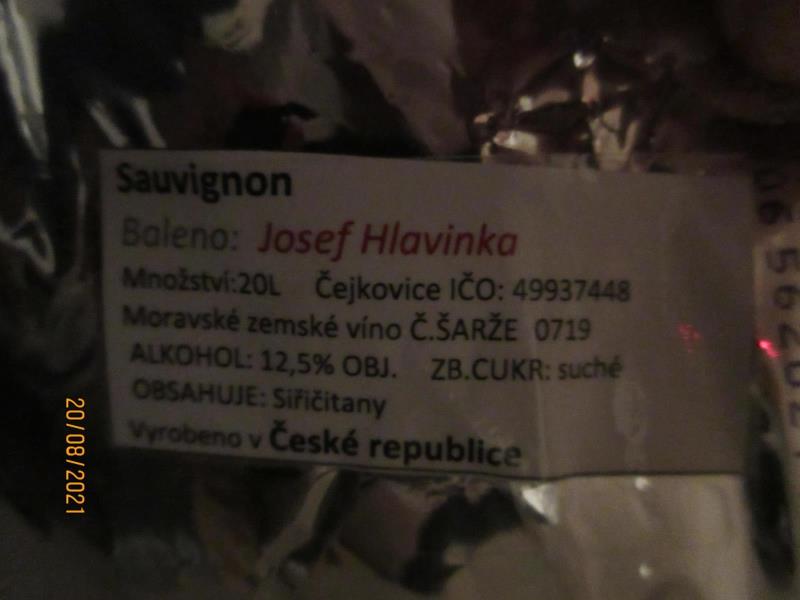 Sauvignon
Baleno: Josef Hlavinka
Množství:20L Čejkovice IČO: 49937448
Moravské zemské víno Č.ŠARŽE 0719
ALKOHOL: 12,5% OBJ. ZB.CUKR: suché
OBSAHUJE: Siřičitany
Vyrobeno v České republice
20/08/2021